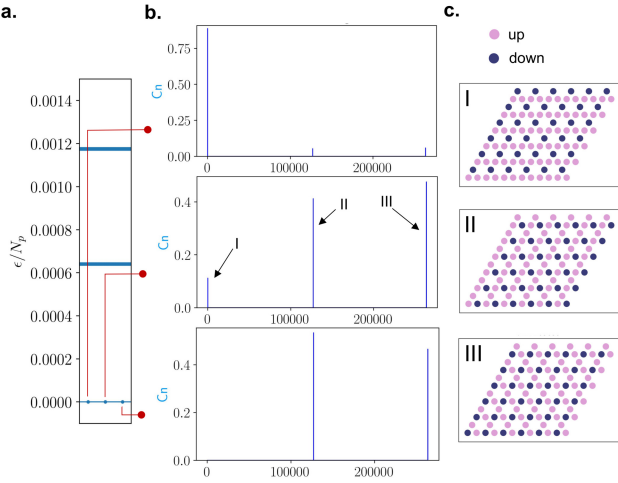 a.
ϵ/N_p
0.0014
0.0012
0.0010
0.0008
0.0006
0.0004
0.0002
0.0000
b.
Cn
0.75
0.50
0.25
0.00
0
100000
200000
Cn
0.4
0.2
0.0
I
II
III
0
100000
200000
Cn
0.4
0.2
0.0
0
100000
200000
c.
up
down
I
II
III